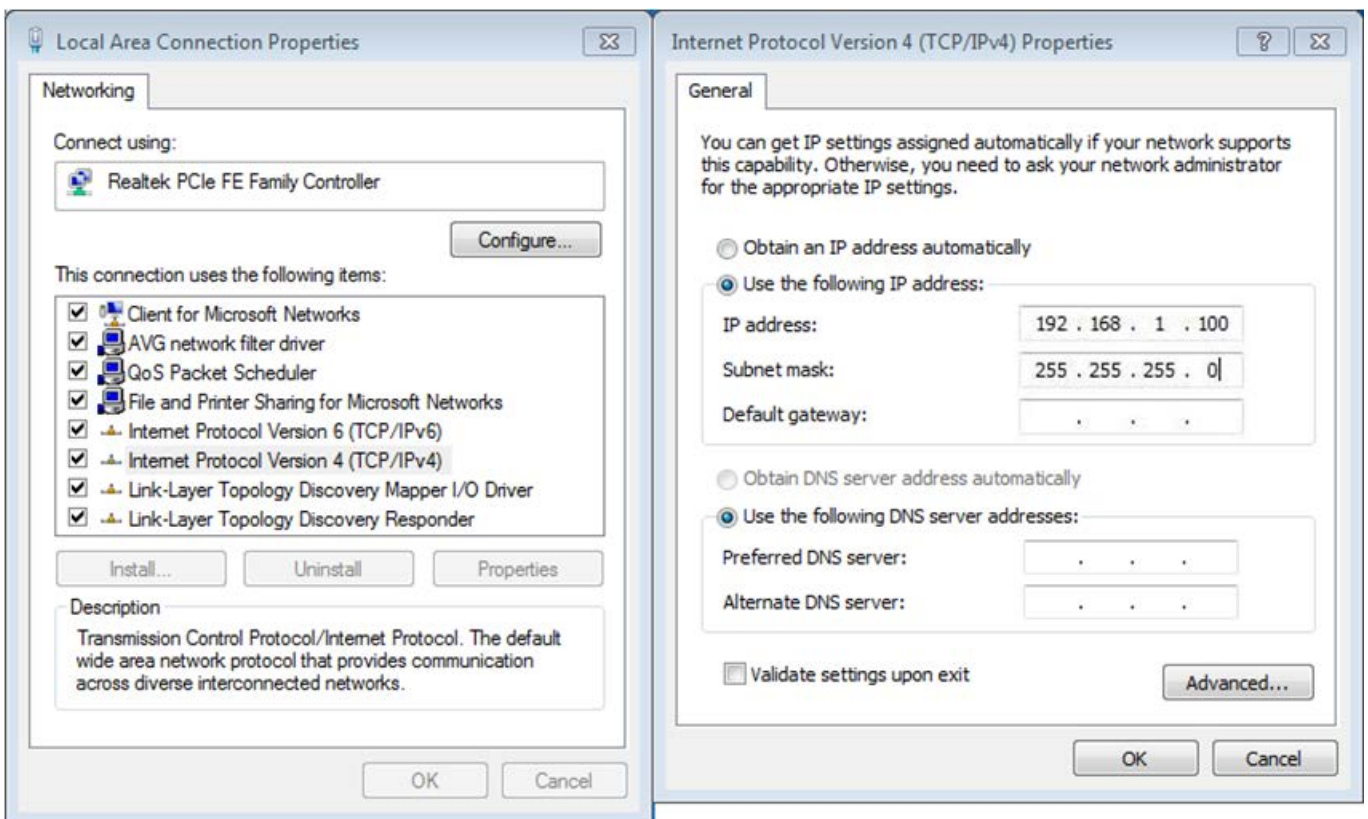 Local Area Connection Properties
Networking
Connect using:
Realtek PCIe FE Family Controller
Configure...
This connection uses the following items:
Client for Microsoft Networks
AVG network filter driver
QoS Packet Scheduler
File and Printer Sharing for Microsoft Networks
Internet Protocol Version 6 (TCP/IPv6)
Internet Protocol Version 4 (TCP/IPv4)
Link-Layer Topology Discovery Mapper I/O Driver
Link-Layer Topology Discovery Responder
Install... Uninstall Properties
Description
Transmission Control Protocol/Internet Protocol. The default
wide area network protocol that provides communication
across diverse interconnected networks.
OK Cancel
Internet Protocol Version 4 (TCP/IPv4) Properties
General
You can get IP settings assigned automatically if your network supports
this capability. Otherwise, you need to ask your network administrator
for the appropriate IP settings.
Obtain an IP address automatically
Use the following IP address:
IP address: 192 . 168 . 1 . 100
Subnet mask: 255 . 255 . 255 . 0
Default gateway: . . .
Obtain DNS server address automatically
Use the following DNS server addresses:
Preferred DNS server: . . .
Alternate DNS server: . . .
Validate settings upon exit
Advanced...
OK Cancel